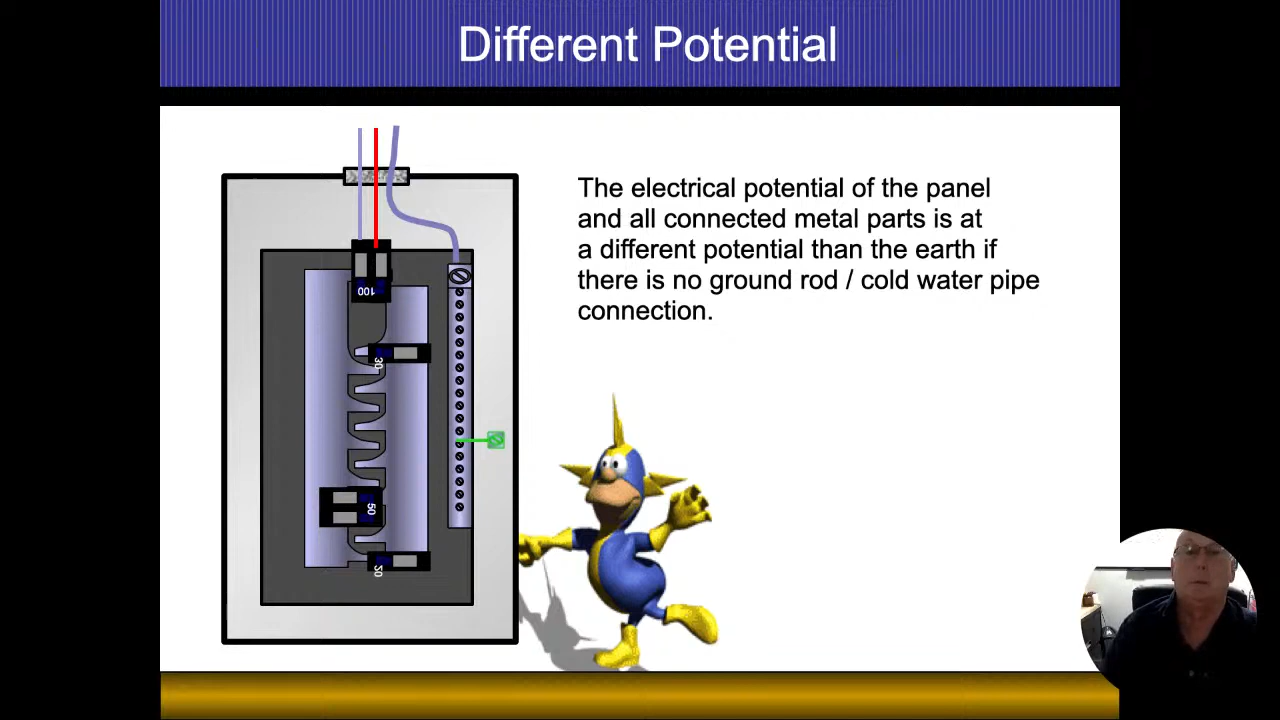 Different Potential
The electrical potential of the panel
and all connected metal parts is at
a different potential than the earth if
there is no ground rod / cold water pipe
connection.
100
30
50
20